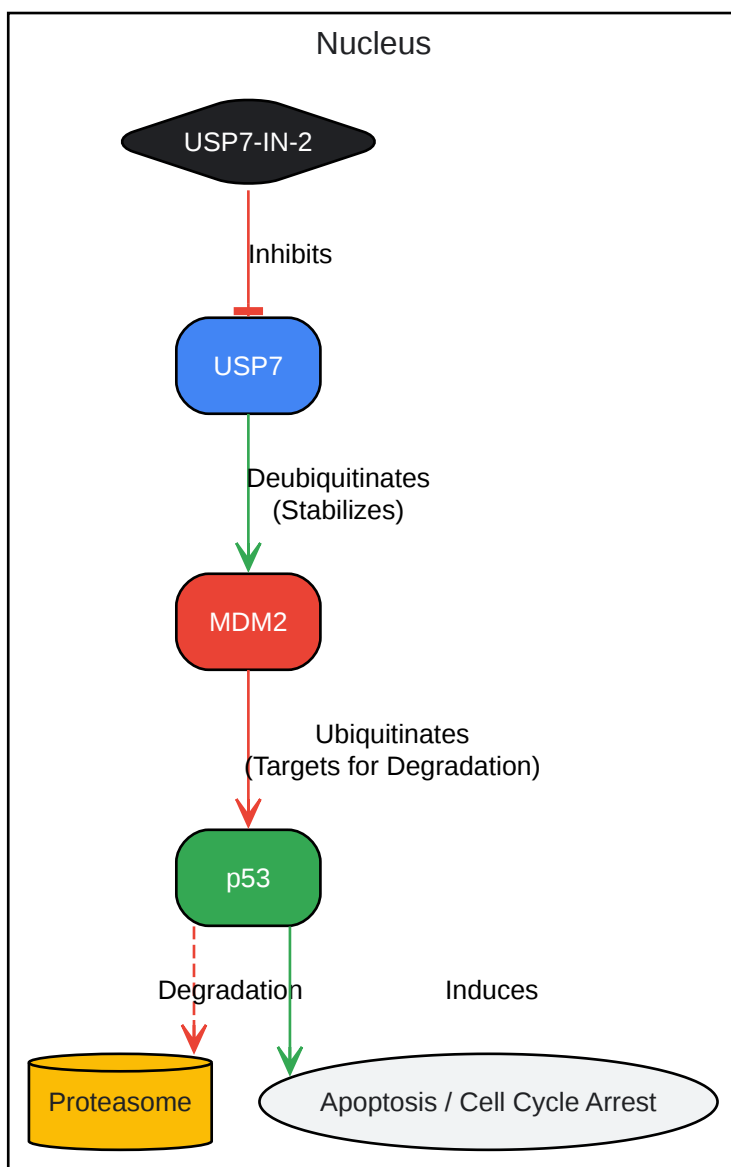 Nucleus
USP7-IN-2
Inhibits
USP7
Deubiquitinates
(Stabilizes)
MDM2
Ubiquitinates
(Targets for Degradation)
p53
Degradation
Induces
Proteasome
Apoptosis / Cell Cycle Arrest